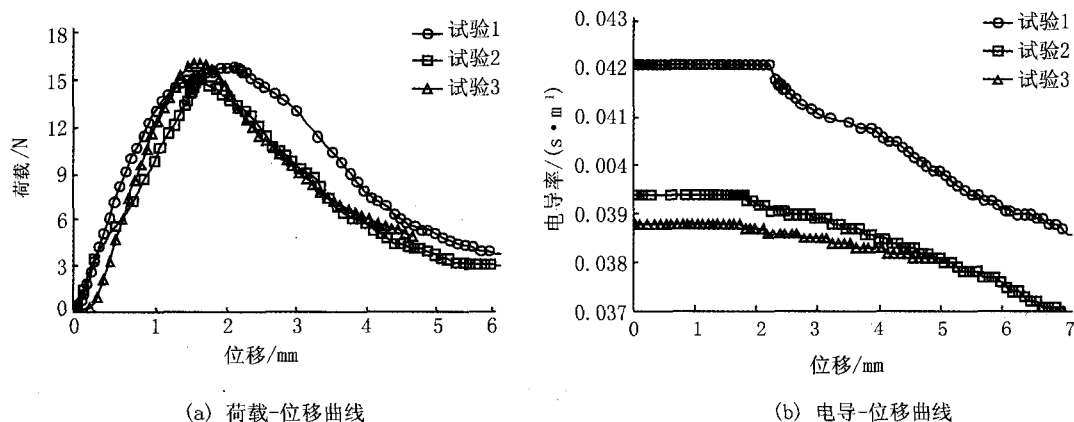 18
15
12
9
6
3
0
荷载/N
0 1 2 3 4 5 6
位移/mm
试验1
试验2
试验3
(a) 荷载-位移曲线
0.043
0.042
0.041
0.004
0.039
0.038
0.037
电导率/(s·m⁻¹)
0 1 2 3 4 5 6 7
位移/mm
试验1
试验2
试验3
(b) 电导-位移曲线